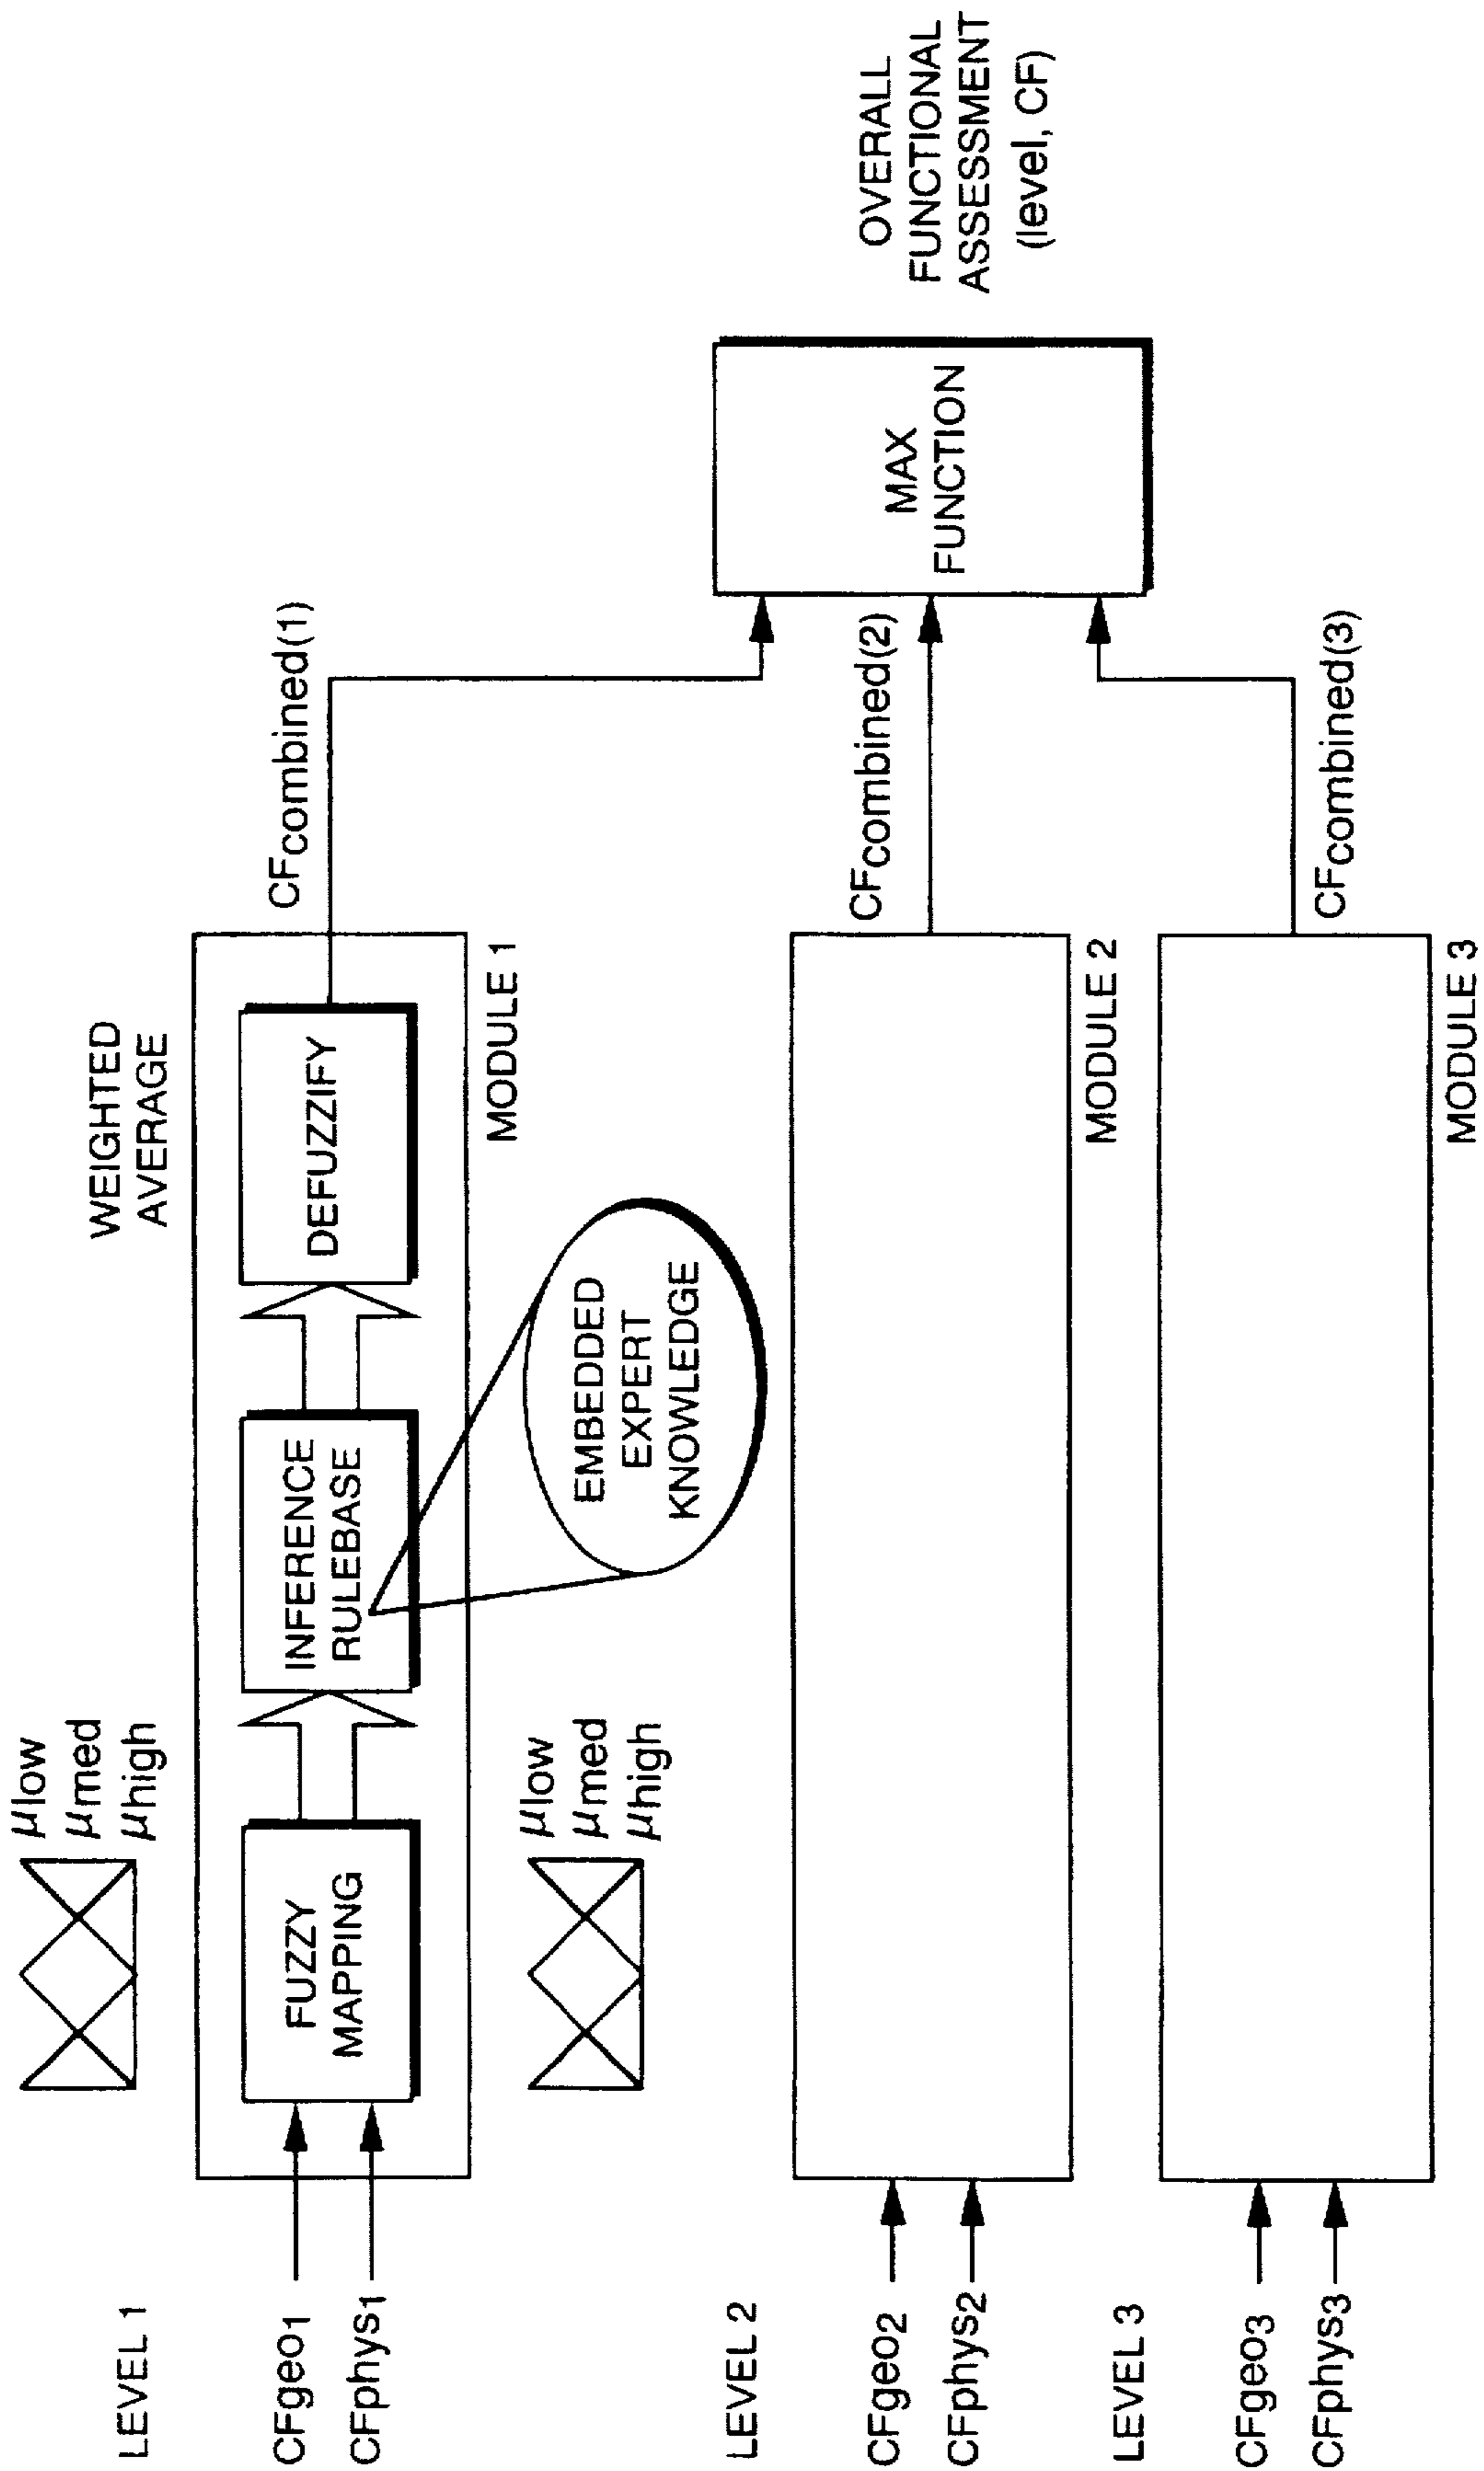 LEVEL 1
CFgeo1
CFphys1
μlow
μmed
μhigh
FUZZY
MAPPING
μlow
μmed
μhigh
INFERENCE
RULEBASE
EMBEDDED
EXPERT
KNOWLEDGE
WEIGHTED
AVERAGE
DEFUZZIFY
MODULE 1
CFcombined(1)
LEVEL 2
CFgeo2
CFphys2
MODULE 2
CFcombined(2)
LEVEL 3
CFgeo3
CFphys3
MODULE 3
CFcombined(3)
MAX
FUNCTION
OVERALL
FUNCTIONAL
ASSESSMENT
(level, CF)